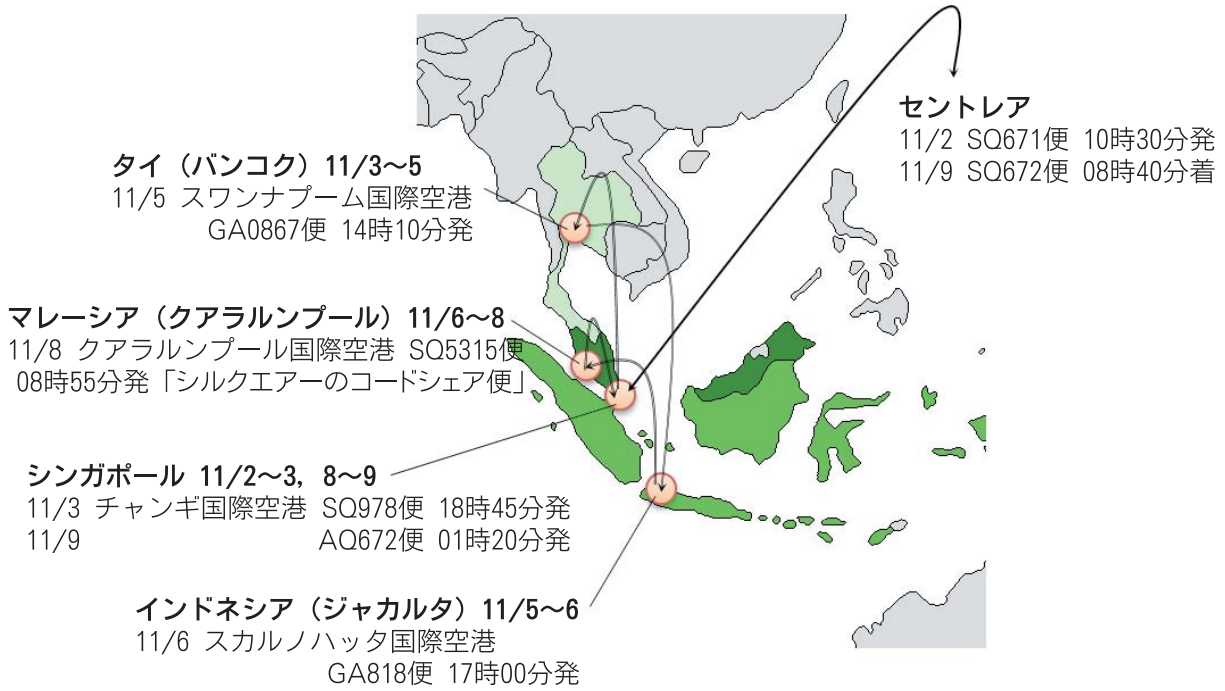 セントレア
11/2 SQ671便 10時30分発
11/9 SQ672便 08時40分着
タイ（バンコク）11/3～5
11/5 スワンナプーム国際空港
GA0867便 14時10分発
マレーシア（クアラルンプール）11/6～8
11/8 クアラルンプール国際空港 SQ5315便
08時55分発「シルクエアーのコードシェア便」
シンガポール 11/2～3，8～9
11/3 チャンギ国際空港 SQ978便 18時45分発
11/9 AQ672便 01時20分発
インドネシア（ジャカルタ）11/5～6
11/6 スカルノハッタ国際空港
GA818便 17時00分発